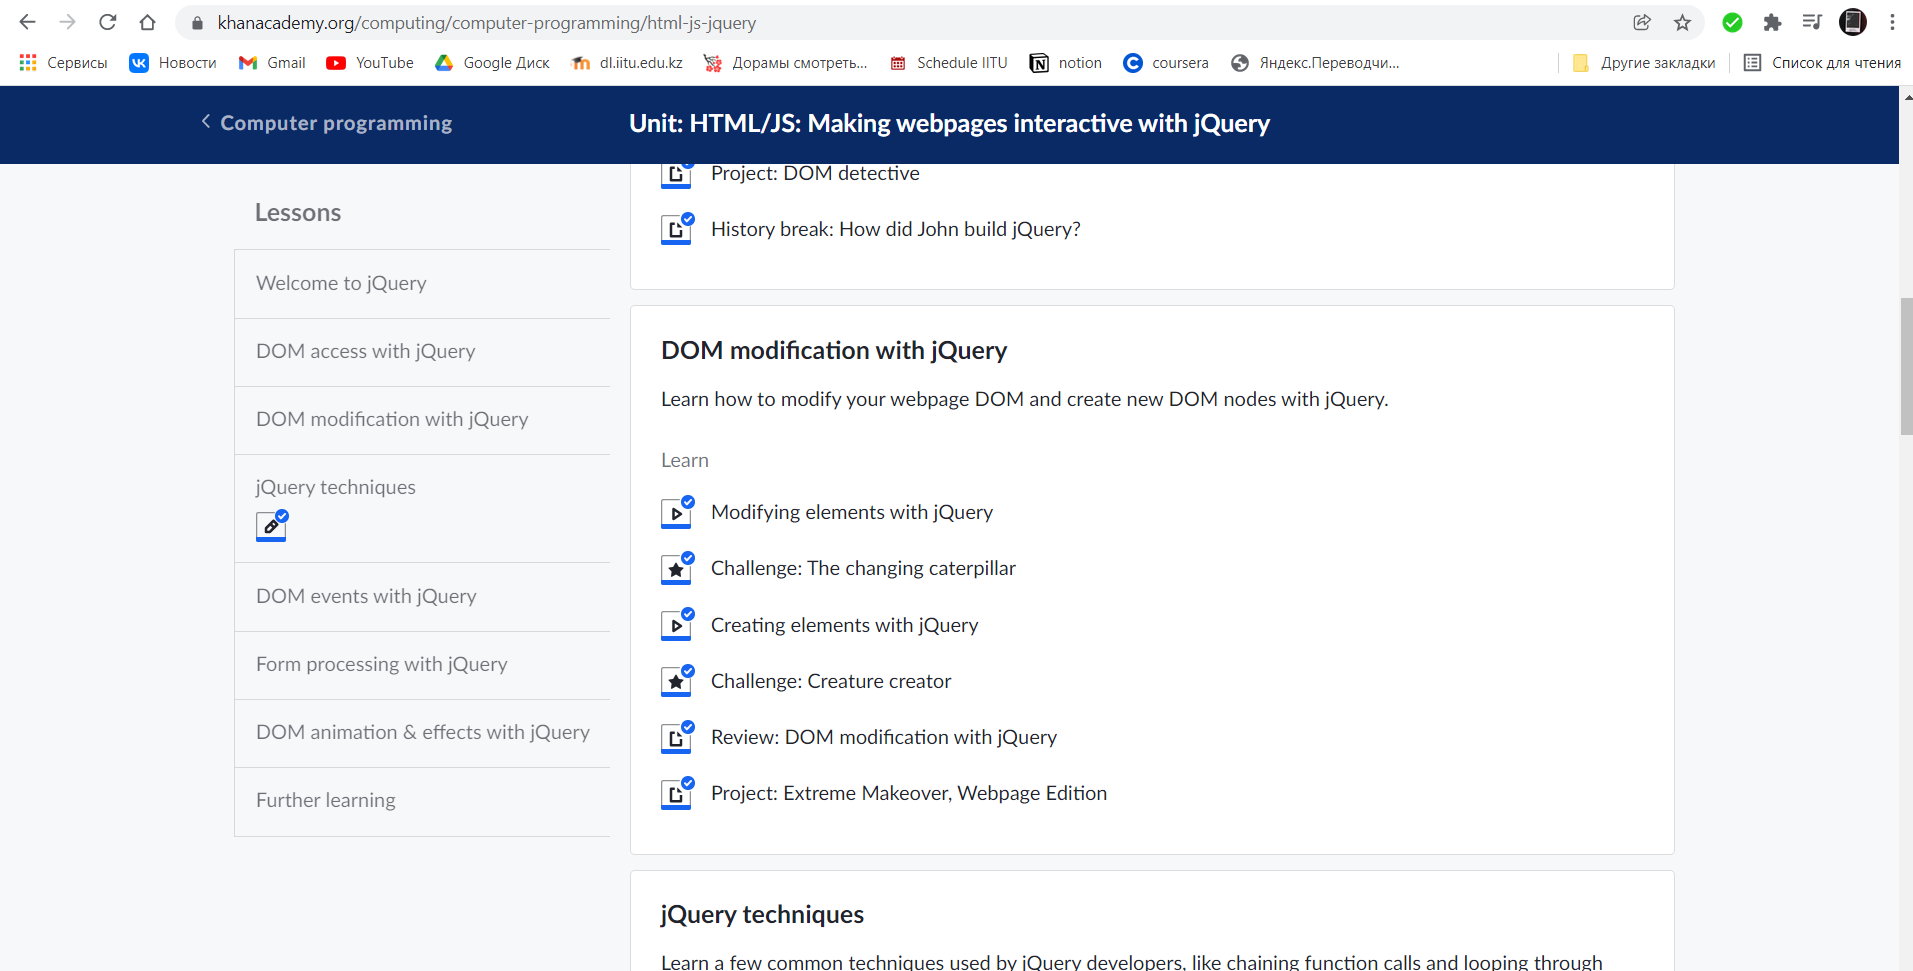 khanacademy.org/computing/computer-programming/html-js-jquery
Сервисы Новости Gmail YouTube Google Диск dl.iitu.edu.kz Дорамы смотреть... Schedule IITU notion coursera Яндекс.Переводчи... Другие закладки Список для чтения
Computer programming
Unit: HTML/JS: Making webpages interactive with jQuery
Lessons
Welcome to jQuery
DOM access with jQuery
DOM modification with jQuery
jQuery techniques
DOM events with jQuery
Form processing with jQuery
DOM animation & effects with jQuery
Further learning
Project: DOM detective
History break: How did John build jQuery?
DOM modification with jQuery
Learn how to modify your webpage DOM and create new DOM nodes with jQuery.
Learn
Modifying elements with jQuery
Challenge: The changing caterpillar
Creating elements with jQuery
Challenge: Creature creator
Review: DOM modification with jQuery
Project: Extreme Makeover, Webpage Edition
jQuery techniques
Learn a few common techniques used by jQuery developers, like chaining function calls and looping through